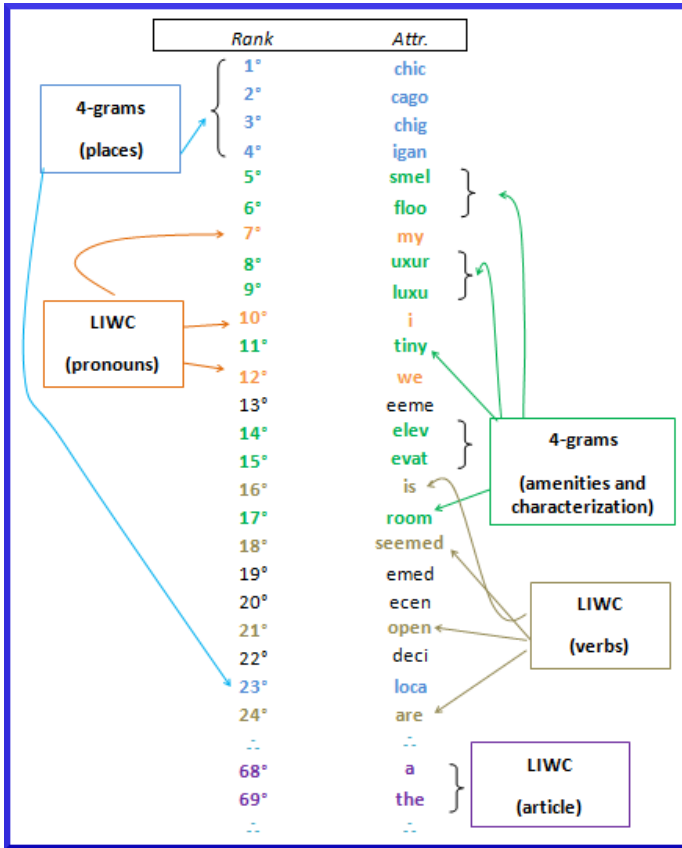 Rank Attr.
1° chic
2° cago
3° chig
4° igan
5° smel
6° floo
7° my
8° uxur
9° luxu
10° i
11° tiny
12° we
13° eeme
14° elev
15° evat
16° is
17° room
18° seemed
19° emed
20° ecen
21° open
22° deci
23° loca
24° are
∴ ∴
68° a
69° the
∴ ∴
4-grams
(places)
LIWC
(pronouns)
4-grams
(amenities and
characterization)
LIWC
(verbs)
LIWC
(article)